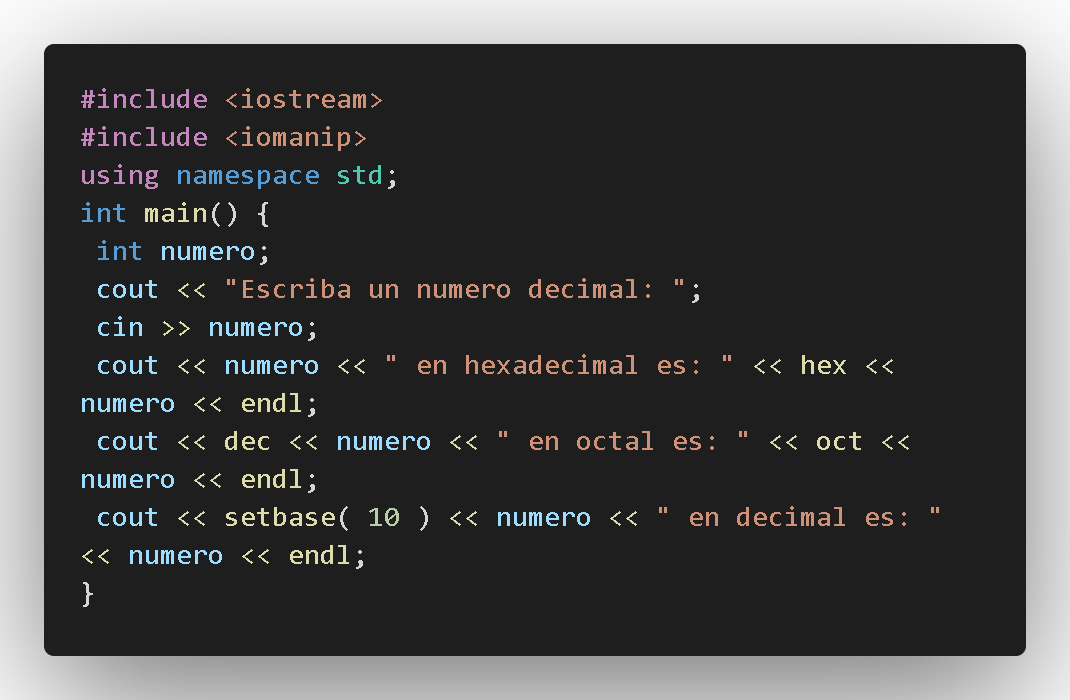 #include <iostream>
#include <iomanip>
using namespace std;
int main() {
 int numero;
 cout << "Escriba un numero decimal: ";
 cin >> numero;
 cout << numero << " en hexadecimal es: " << hex <<
numero << endl;
 cout << dec << numero << " en octal es: " << oct <<
numero << endl;
 cout << setbase( 10 ) << numero << " en decimal es: "
<< numero << endl;
}